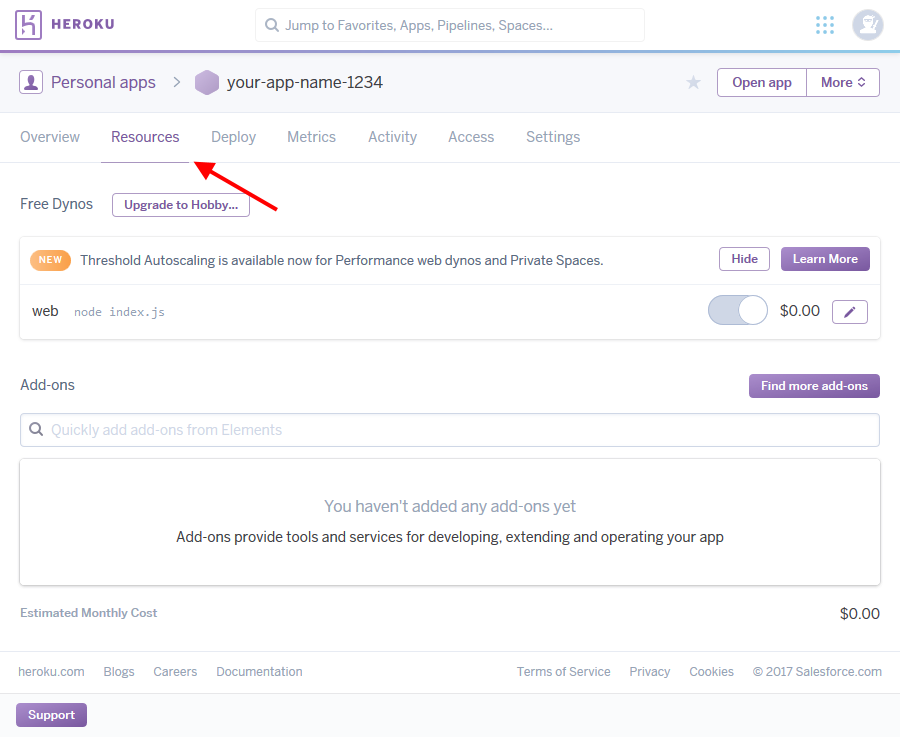 HEROKU
Jump to Favorites, Apps, Pipelines, Spaces...
Personal apps > your-app-name-1234
Open app
More
Overview Resources Deploy Metrics Activity Access Settings
Free Dynos
Upgrade to Hobby...
NEW Threshold Autoscaling is available now for Performance web dynos and Private Spaces.
Hide
Learn More
web node index.js
$0.00
Add-ons
Find more add-ons
Quickly add add-ons from Elements
You haven't added any add-ons yet
Add-ons provide tools and services for developing, extending and operating your app
Estimated Monthly Cost
$0.00
heroku.com Blogs Careers Documentation
Terms of Service Privacy Cookies © 2017 Salesforce.com
Support